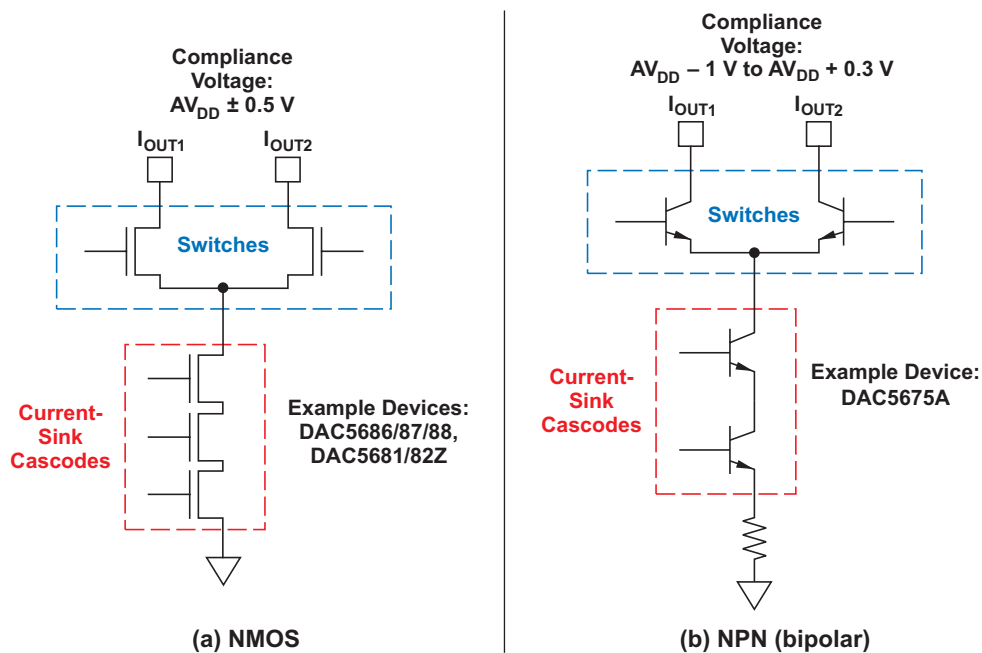 Compliance
Voltage:
AVDD ± 0.5 V
IOUT1
IOUT2
Switches
Current-
Sink
Cascodes
Example Devices:
DAC5686/87/88,
DAC5681/82Z
(a) NMOS
Compliance
Voltage:
AVDD – 1 V to AVDD + 0.3 V
IOUT1
IOUT2
Switches
Current-
Sink
Cascodes
Example Device:
DAC5675A
(b) NPN (bipolar)